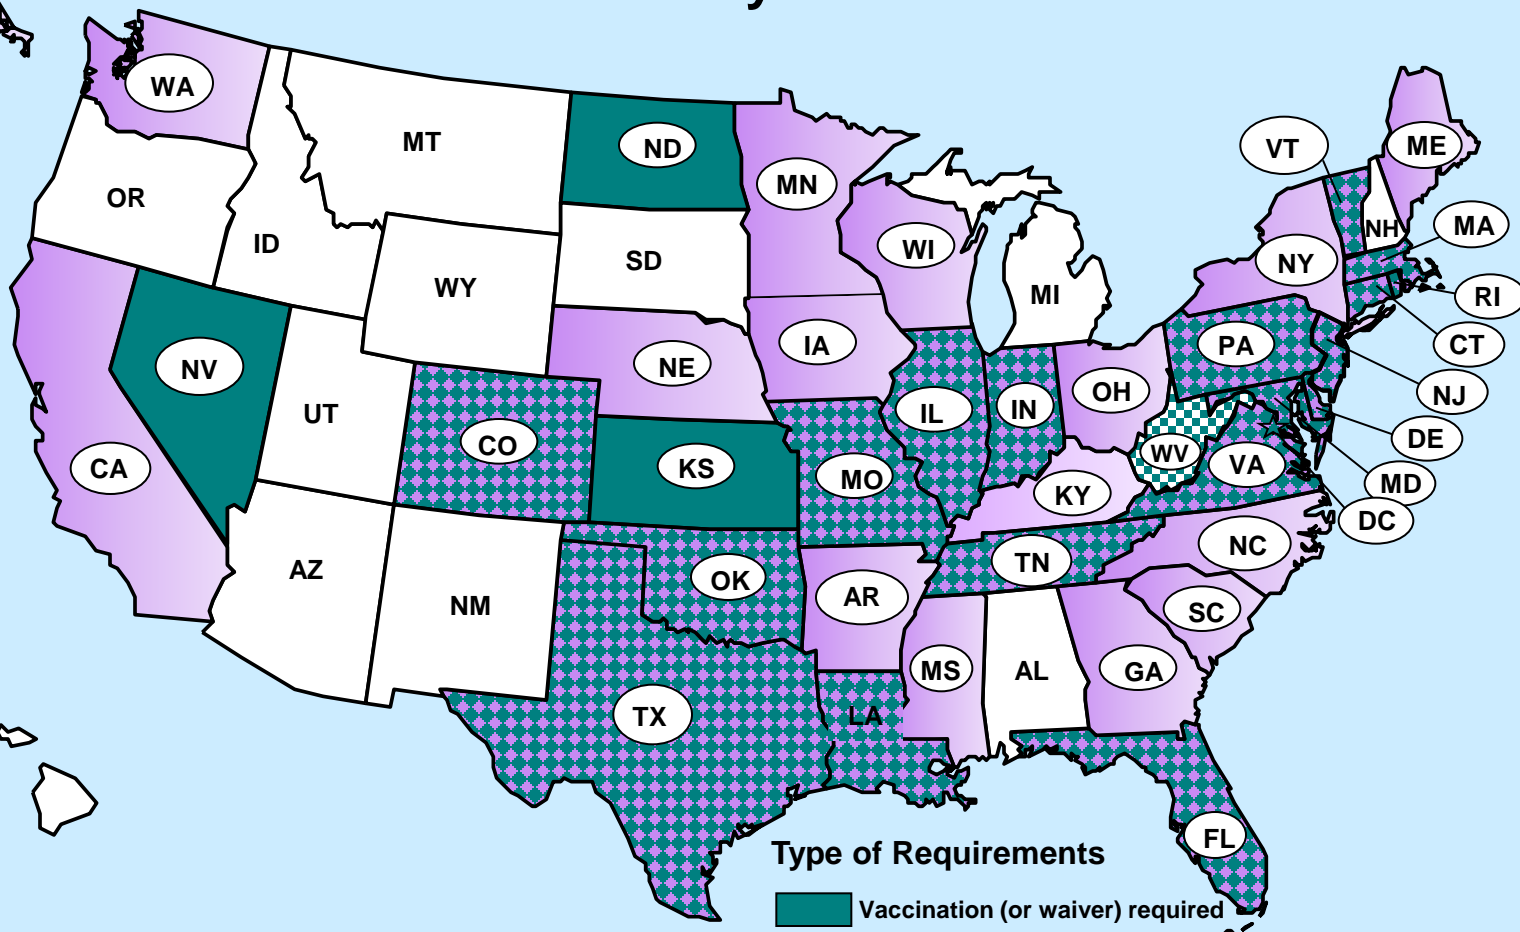 WA
MT
ND
MN
VT
ME
OR
ID
WY
SD
WI
MI
NY
NH
MA
RI
CT
NV
UT
CO
NE
IA
IL
IN
OH
PA
NJ
DE
MD
DC
CA
KS
MO
KY
WV
VA
AZ
NM
OK
AR
TN
NC
SC
TX
LA
MS
AL
GA
FL
Type of Requirements
Vaccination (or waiver) required